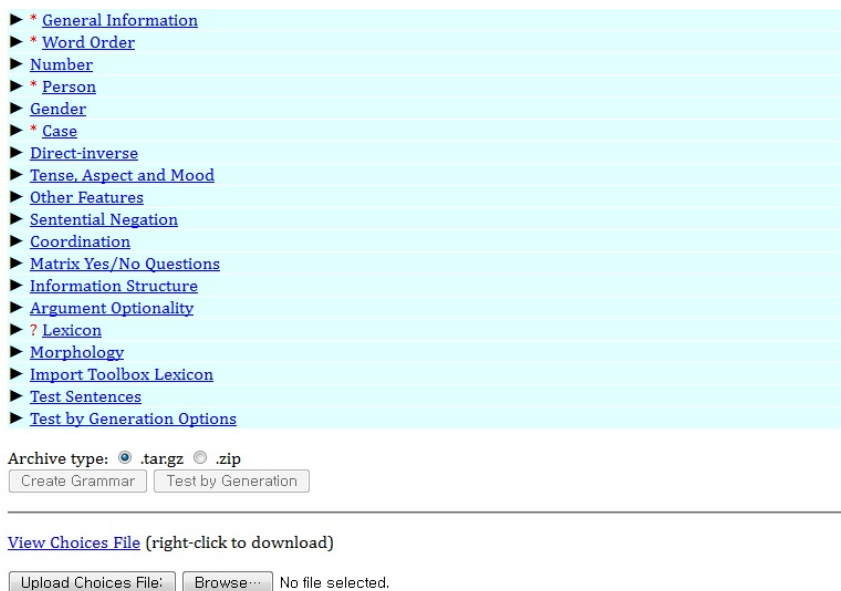 ► * General Information
► * Word Order
► Number
► * Person
► Gender
► * Case
► Direct-inverse
► Tense, Aspect and Mood
► Other Features
► Sentential Negation
► Coordination
► Matrix Yes/No Questions
► Information Structure
► Argument Optionality
► ? Lexicon
► Morphology
► Import Toolbox Lexicon
► Test Sentences
► Test by Generation Options
Archive type: .tar.gz .zip
Create Grammar Test by Generation
View Choices File (right-click to download)
Upload Choices File: Browse… No file selected.